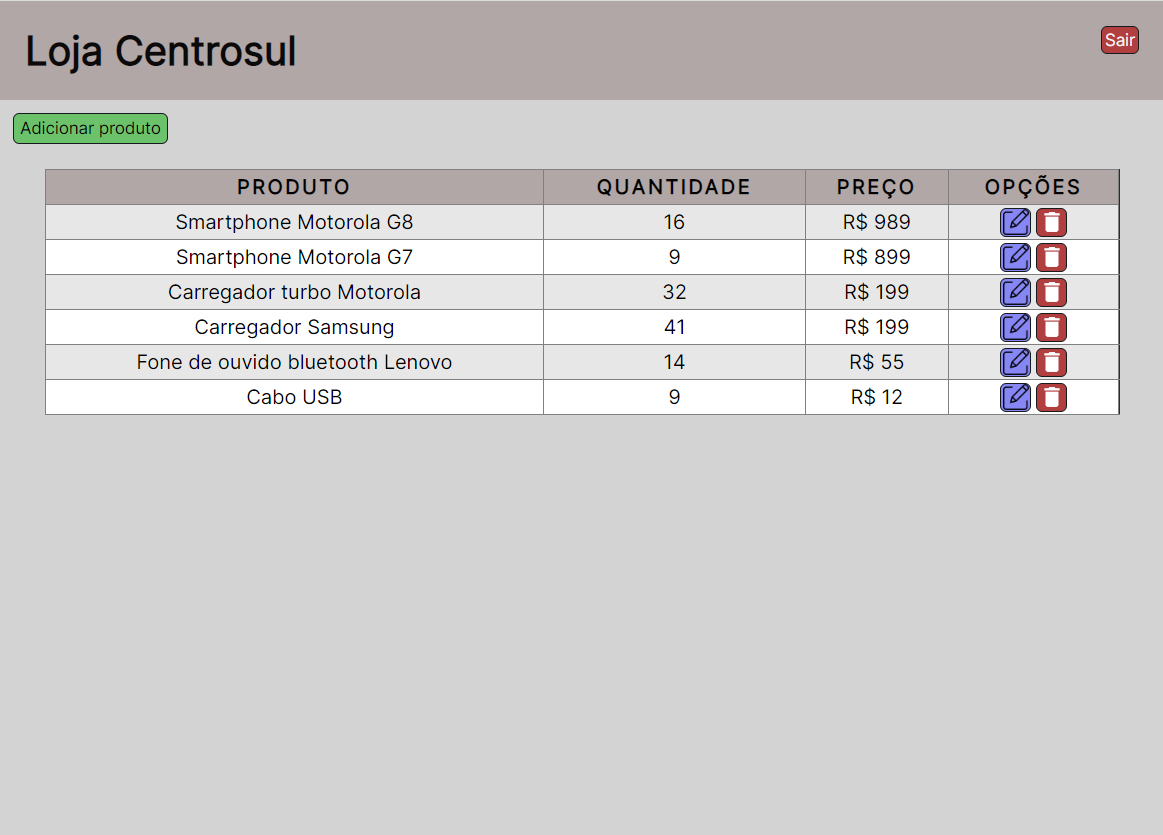 Loja Centrosul
Sair
Adicionar produto
PRODUTO QUANTIDADE PREÇO OPÇÕES
Smartphone Motorola G8 16 R$ 989
Smartphone Motorola G7 9 R$ 899
Carregador turbo Motorola 32 R$ 199
Carregador Samsung 41 R$ 199
Fone de ouvido bluetooth Lenovo 14 R$ 55
Cabo USB 9 R$ 12